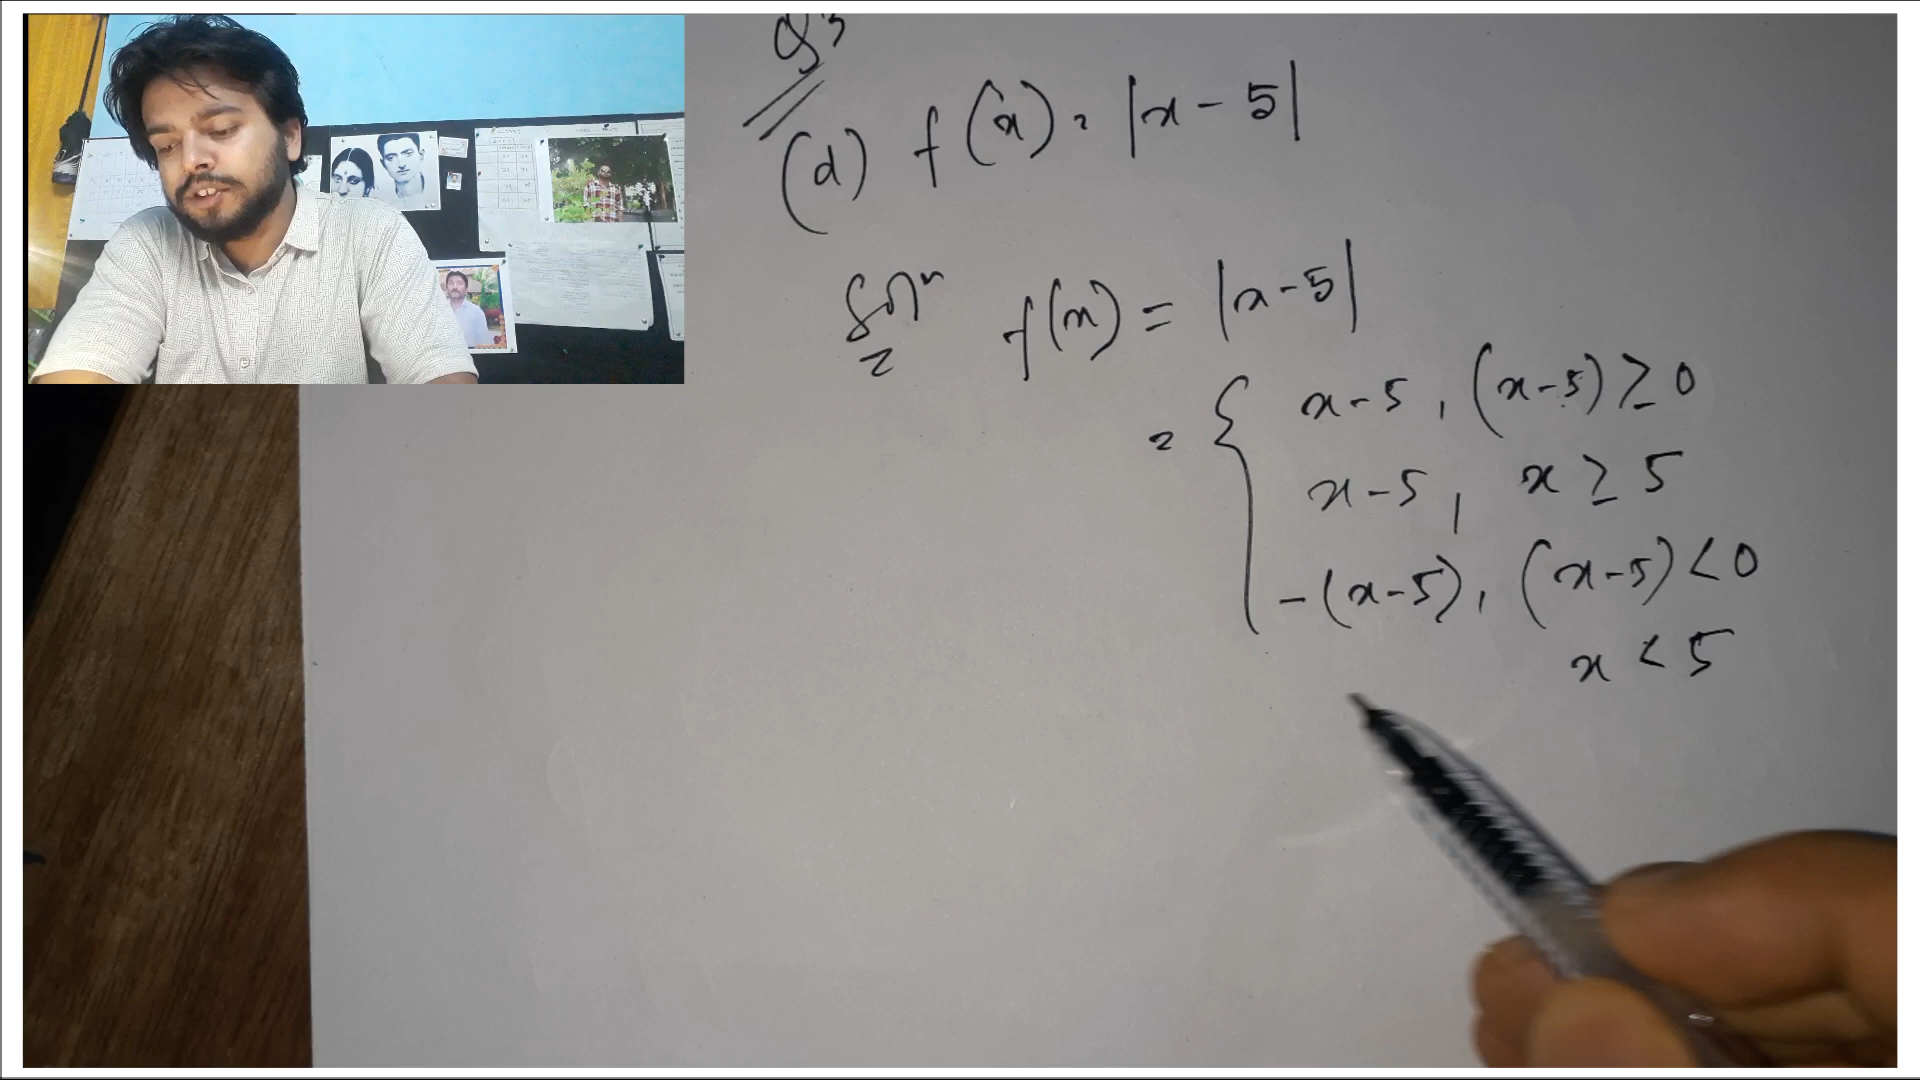 Q3
(d) f(x) = |x - 5|
Solⁿ f(x) = |x-5|
= { x-5, (x-5) ≥ 0
x-5, x ≥ 5
-(x-5), (x-5) < 0
x < 5